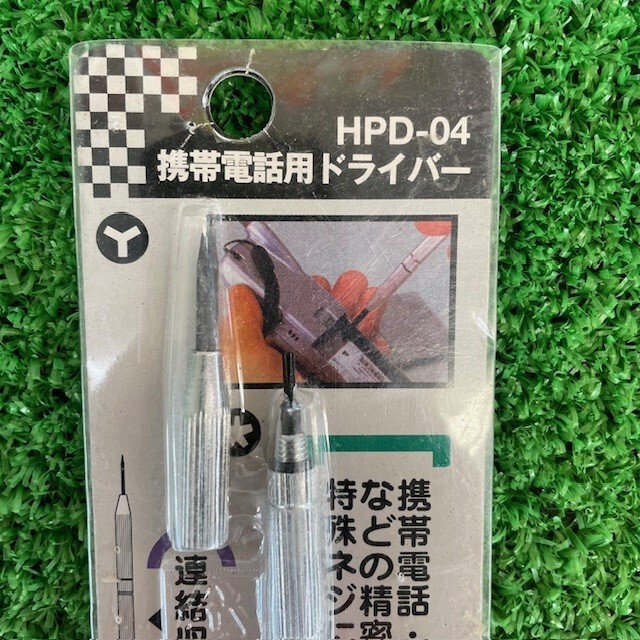 HPD-04
携帯電話用ドライバー
携帯電話・
などの精密
特殊ネジに
連結収